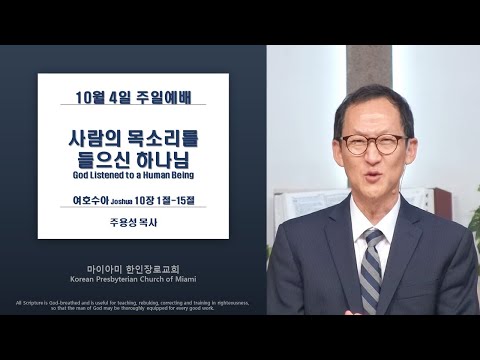 10월 4일 주일예배
사람의 목소리를
들으신 하나님
God Listened to a Human Being
여호수아 Joshua 10장 1절-15절
주용성 목사
마이아미 한인장로교회
Korean Presbyterian Church of Miami
All Scripture is God-breathed and is useful for teaching, rebuking, correcting and training in righteousness,
so that the man of God may be thoroughly equipped for every good work.